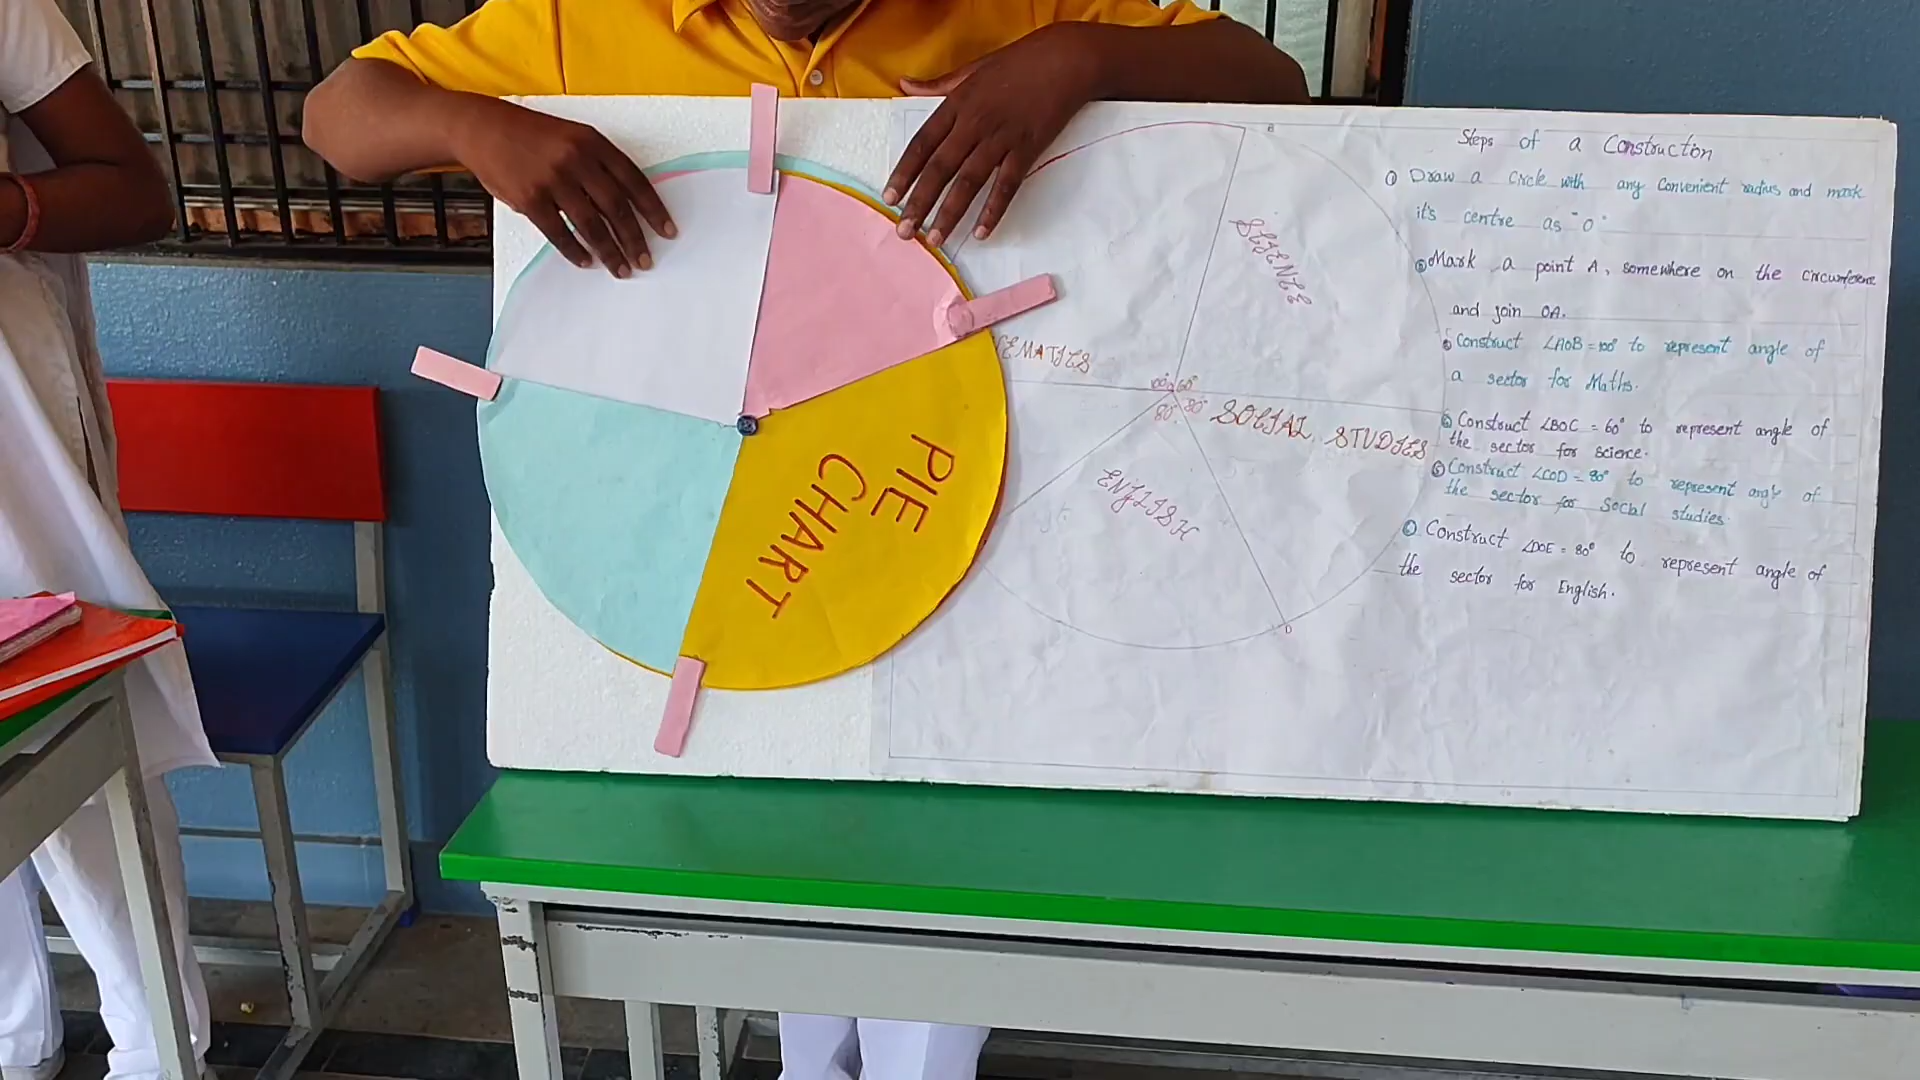 PIE
CHART
SCIENCE
100° 60°
80° 80°
SOCIAL STUDIES
ENGLISH
B
D
Steps of a Construction
① Draw a circle with any convenient radius and mark
it's centre as "O"
② Mark a point A, somewhere on the circumference
and join OA.
③ Construct ∠AOB = 100° to represent angle of
a sector for Maths.
④ Construct ∠BOC = 60° to represent angle of
the sector for science.
⑤ Construct ∠COD = 80° to represent angle of
the sector for Social studies.
⑥ Construct ∠DOE = 80° to represent angle of
the sector for English.